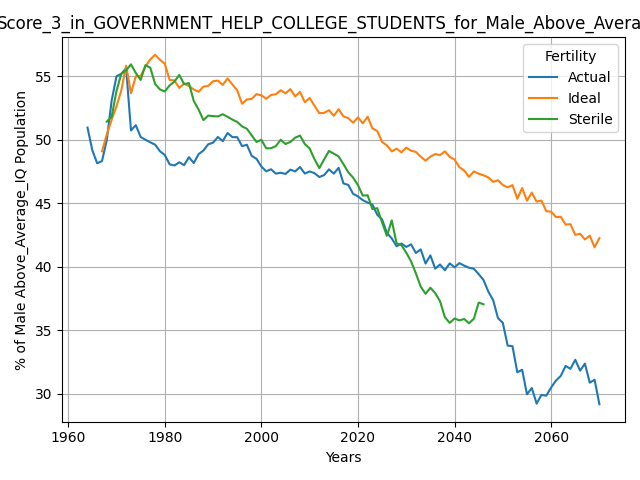 Score_3_in_GOVERNMENT_HELP_COLLEGE_STUDENTS_for_Male_Above_Avera
Fertility
Actual
Ideal
Sterile
% of Male Above_Average_IQ Population
55
50
45
40
35
30
1960
1980
2000
2020
2040
2060
Years